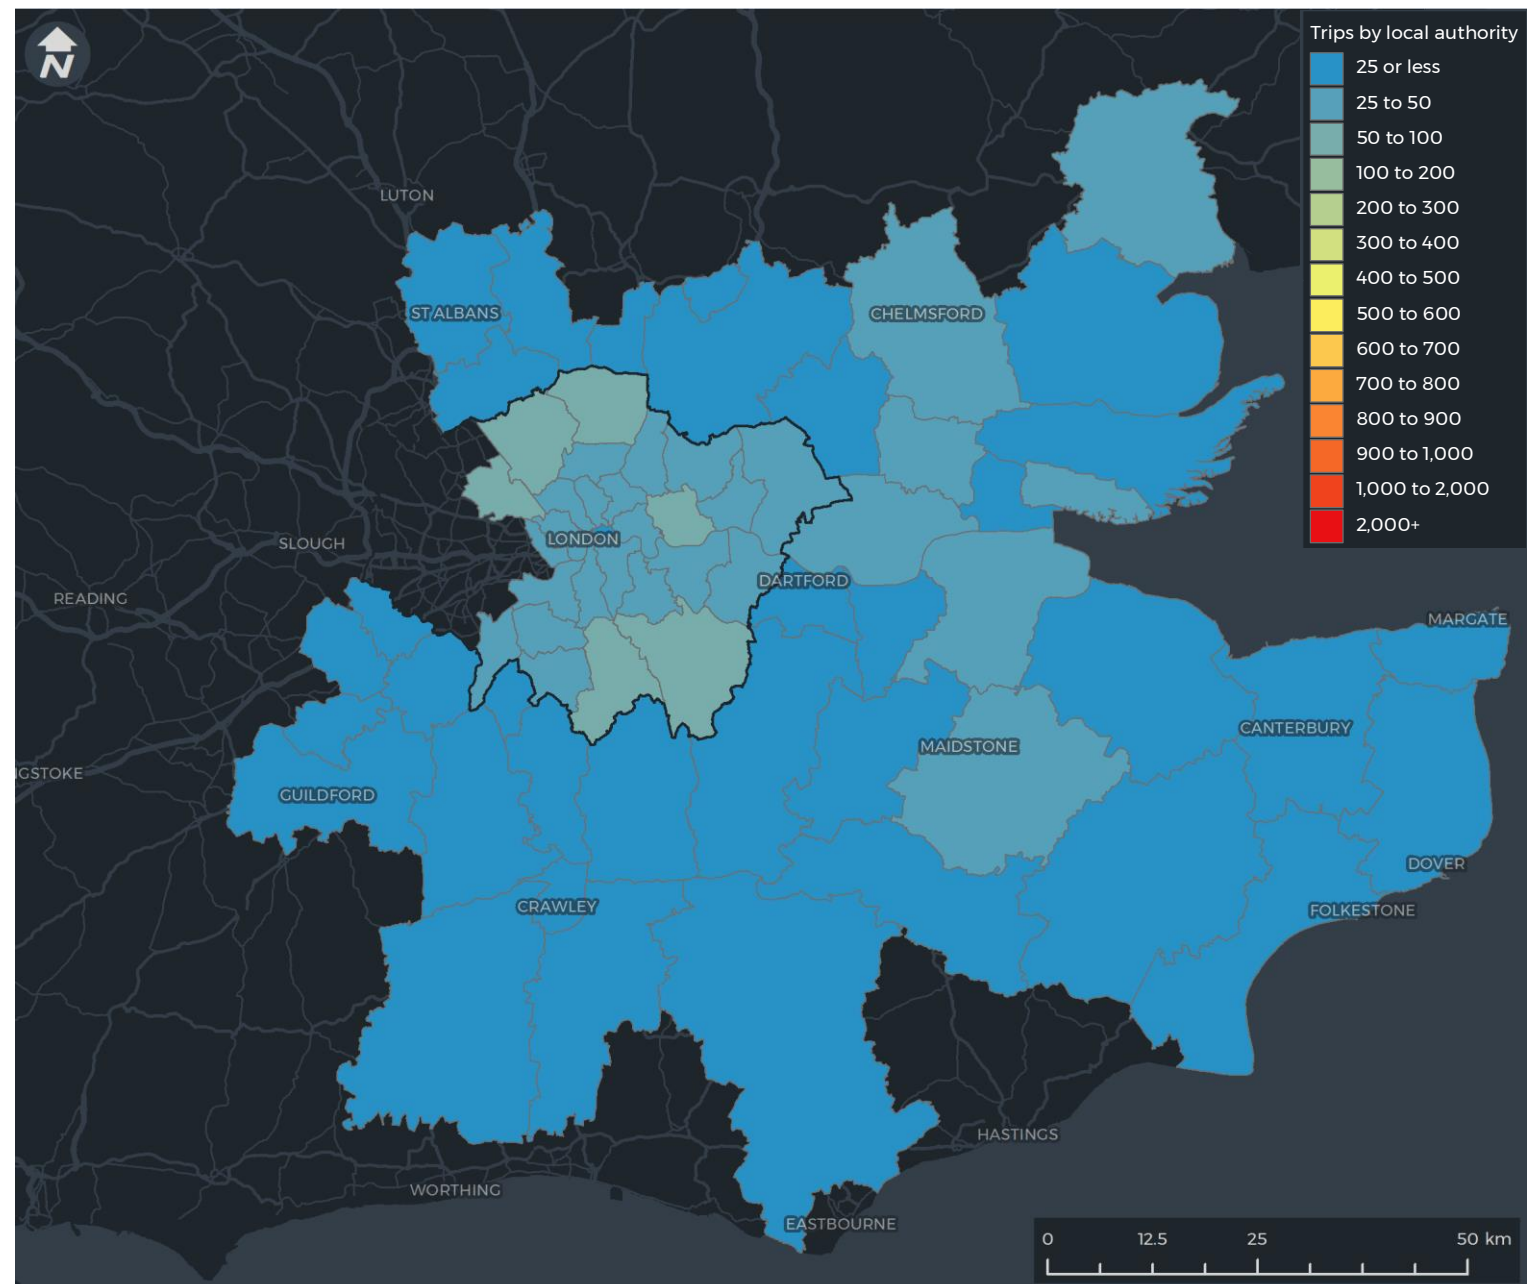 N
Trips by local authority
25 or less
25 to 50
50 to 100
100 to 200
200 to 300
300 to 400
400 to 500
500 to 600
600 to 700
700 to 800
800 to 900
900 to 1,000
1,000 to 2,000
2,000+
LUTON
ST ALBANS
CHELMSFORD
LONDON
SLOUGH
DARTFORD
READING
MARGATE
CANTERBURY
MAIDSTONE
GSTOKE
GUILDFORD
DOVER
CRAWLEY
FOLKESTONE
HASTINGS
WORTHING
EASTBOURNE
0 12.5 25 50 km